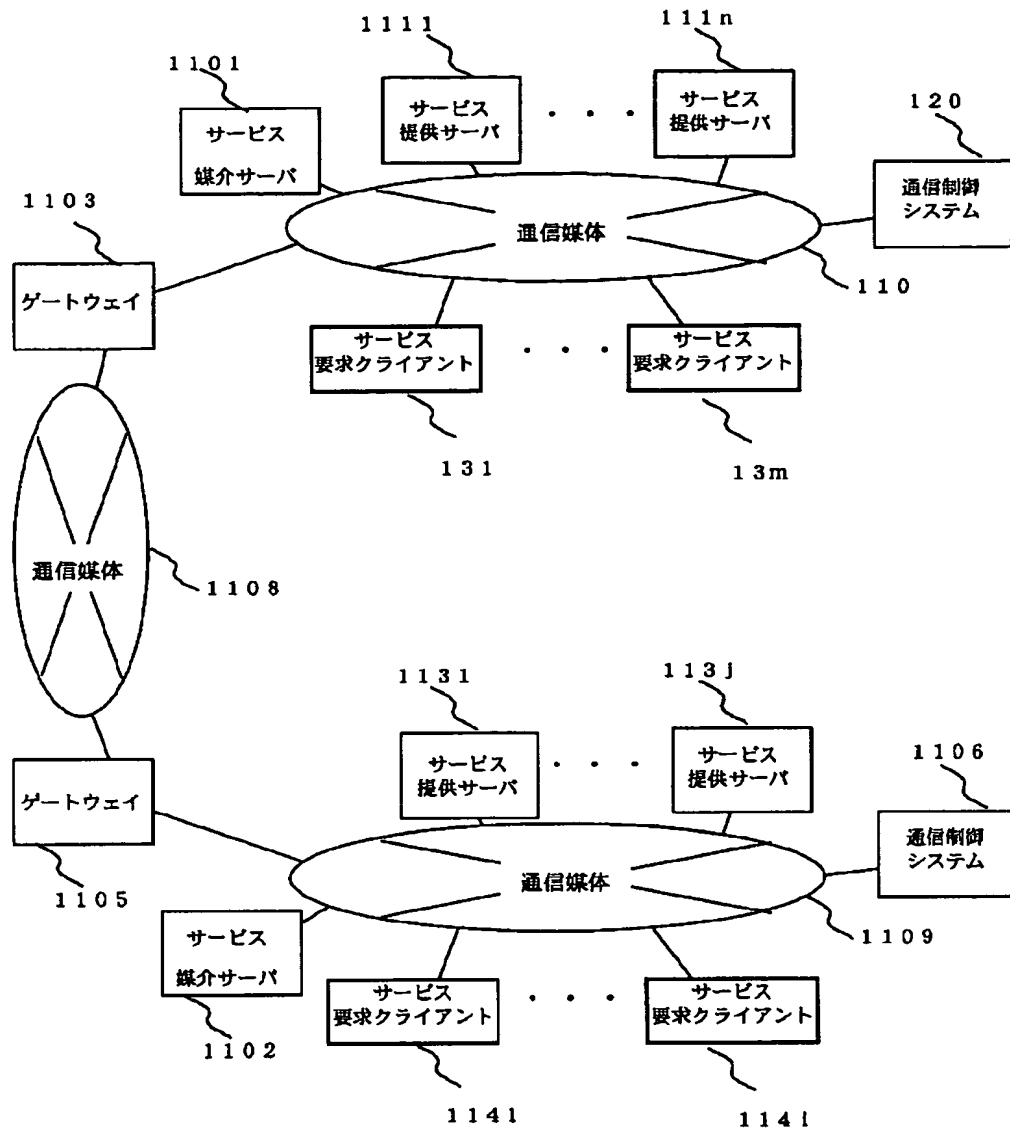 1111
111n
1101
120
サービス
提供サーバ
・・・
サービス
提供サーバ
サービス
媒介サーバ
通信制御
システム
1103
通信媒体
ゲートウェイ
110
サービス
要求クライアント
・・・
サービス
要求クライアント
131
13m
通信媒体
1108
1131
113j
1106
サービス
提供サーバ
・・・
サービス
提供サーバ
ゲートウェイ
通信制御
システム
通信媒体
1105
1109
サービス
媒介サーバ
サービス
要求クライアント
・・・
サービス
要求クライアント
1102
1141
114l